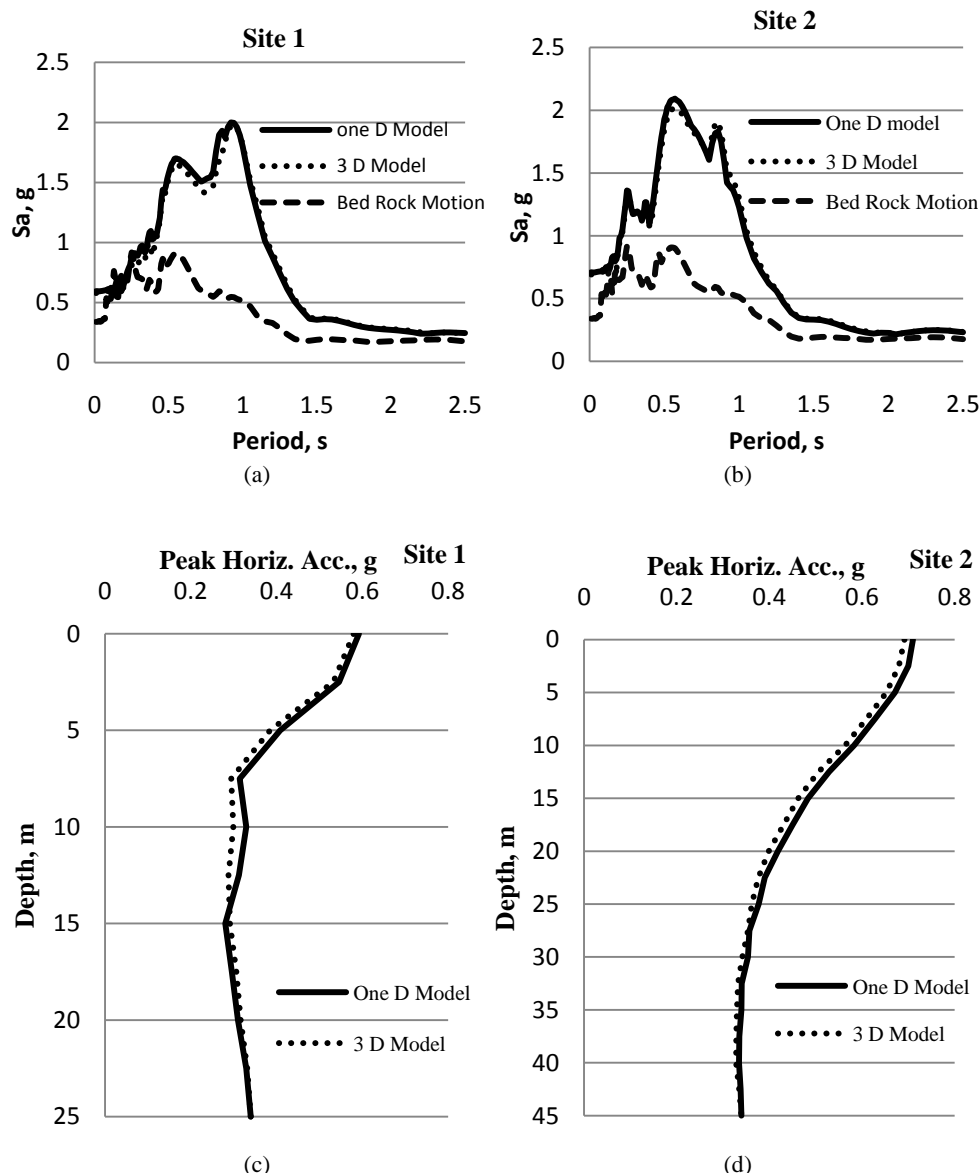 Site 1
Sa, g
2.5
2
1.5
1
0.5
0
one D Model
3 D Model
Bed Rock Motion
0 0.5 1 1.5 2 2.5
Period, s
(a)
Site 2
Sa, g
2.5
2
1.5
1
0.5
0
One D model
3 D Model
Bed Rock Motion
0 0.5 1 1.5 2 2.5
Period, s
(b)
Peak Horiz. Acc., g Site 1
0 0.2 0.4 0.6 0.8
Depth, m
0
5
10
15
20
25
One D Model
3 D Model
(c)
Peak Horiz. Acc., g Site 2
0 0.2 0.4 0.6 0.8
Depth, m
0
5
10
15
20
25
30
35
40
45
One D Model
3 D Model
(d)